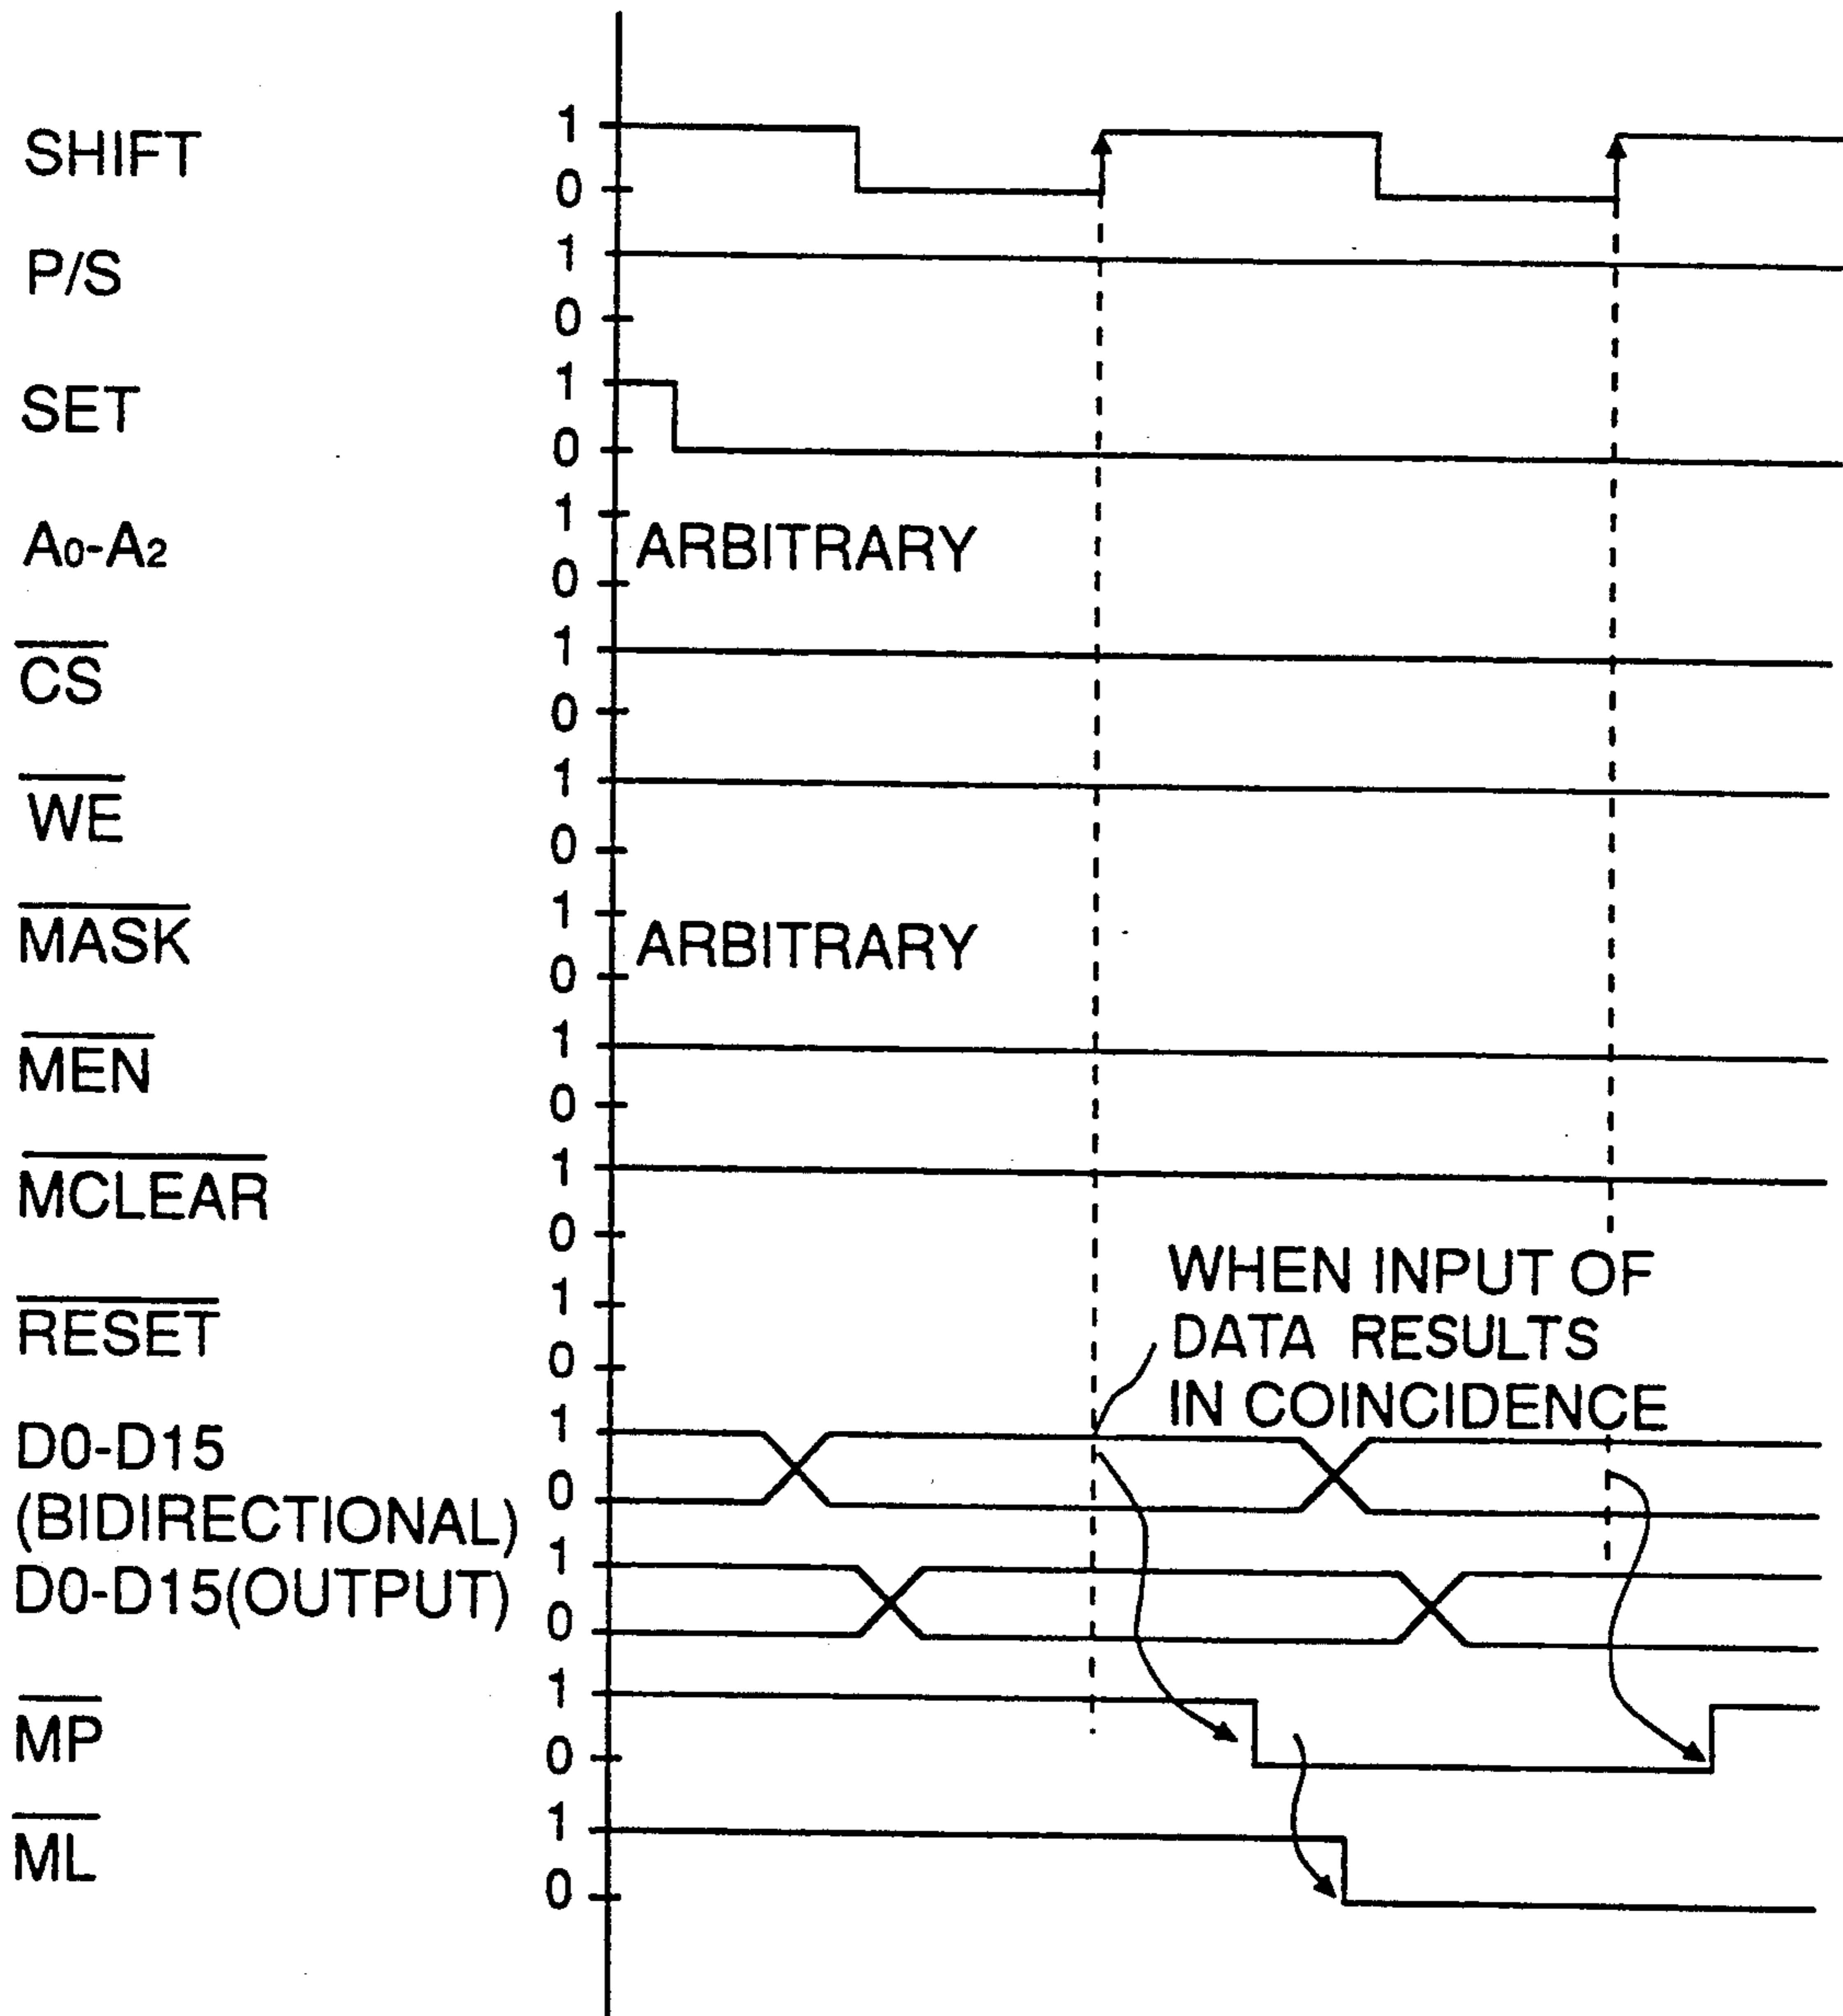 SHIFT
1
0
P/S
1
0
SET
1
0
A0-A2
1
0
ARBITRARY
CS
1
0
WE
1
0
MASK
1
0
ARBITRARY
MEN
1
0
MCLEAR
1
0
RESET
1
0
WHEN INPUT OF
DATA RESULTS
IN COINCIDENCE
D0-D15
(BIDIRECTIONAL)
1
0
D0-D15(OUTPUT)
1
0
MP
1
0
ML
1
0